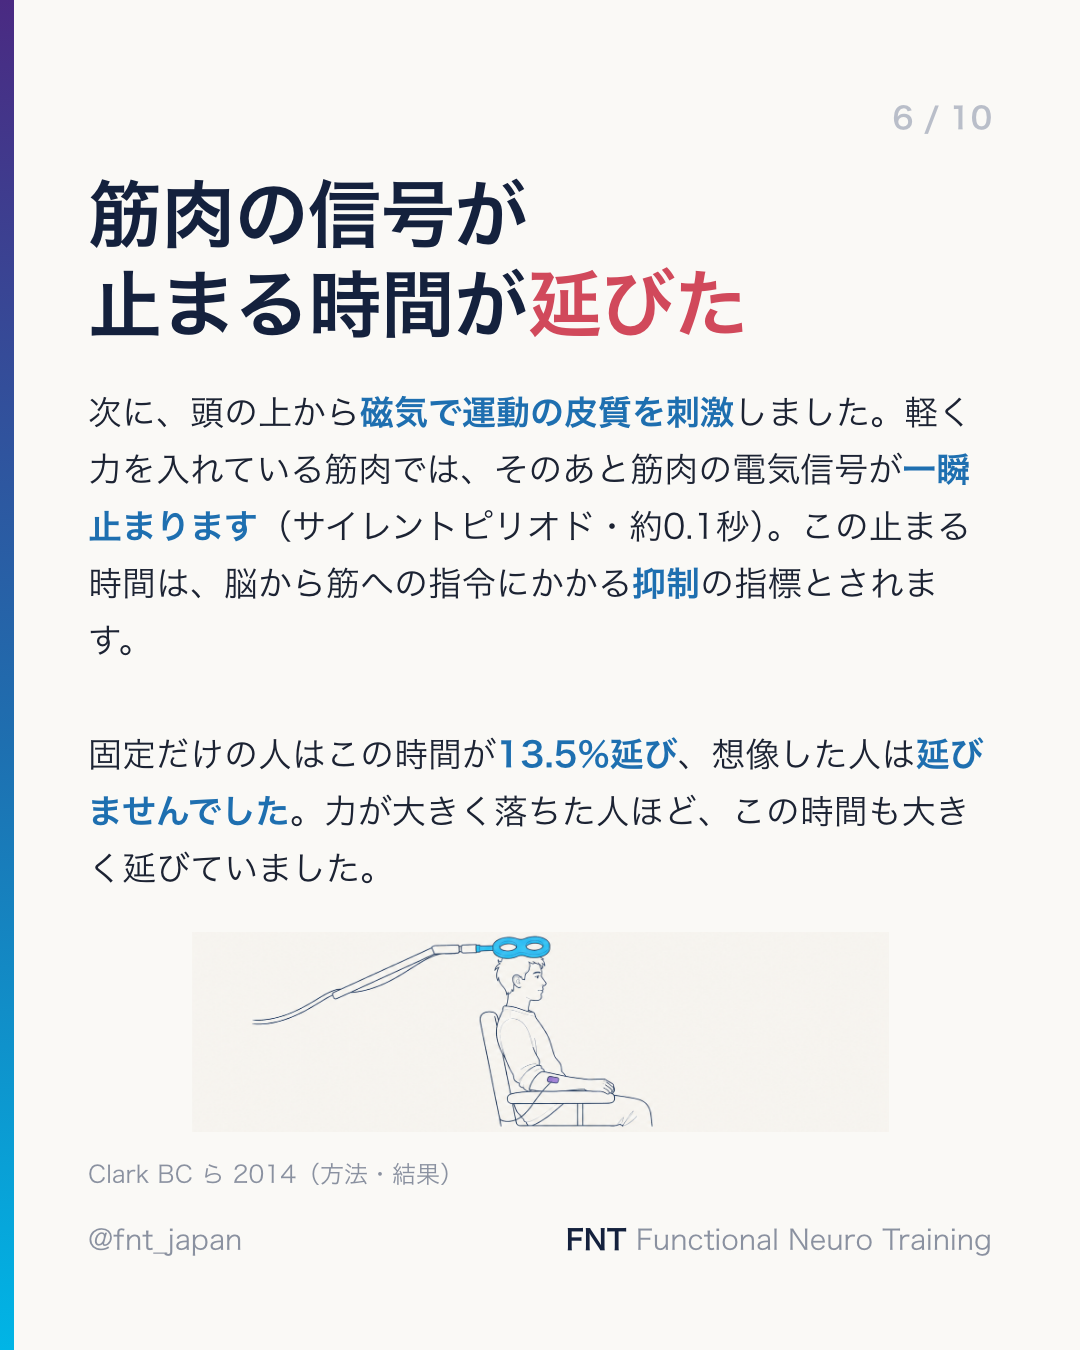 6 / 10
筋肉の信号が
止まる時間が延びた
次に、頭の上から磁気で運動の皮質を刺激しました。軽く
力を入れている筋肉では、そのあと筋肉の電気信号が一瞬
止まります（サイレントピリオド・約0.1秒）。この止まる
時間は、脳から筋への指令にかかる抑制の指標とされま
す。
固定だけの人はこの時間が13.5%延び、想像した人は延び
ませんでした。力が大きく落ちた人ほど、この時間も大き
く延びていました。
Clark BC ら 2014（方法・結果）
@fnt_japan
FNT Functional Neuro Training